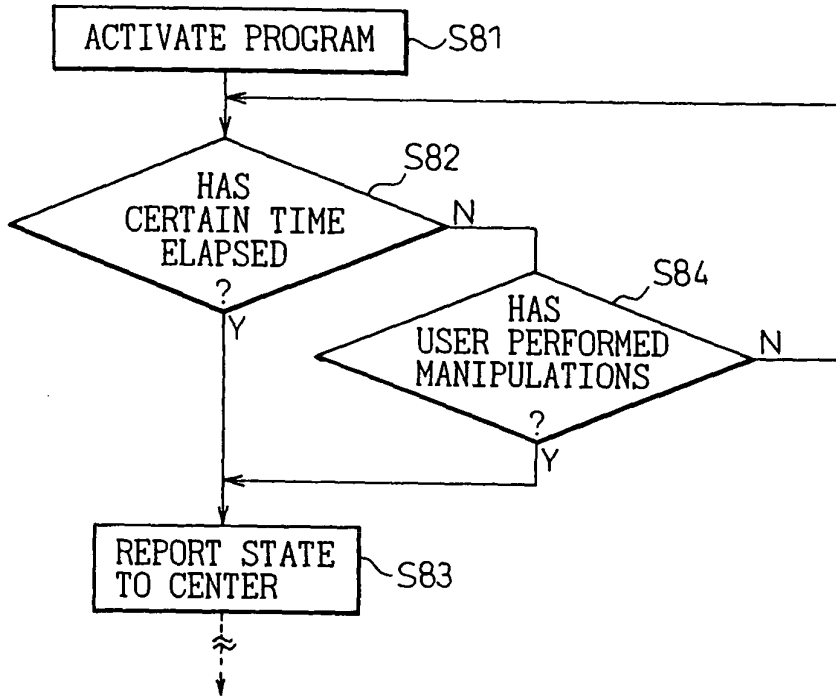 ACTIVATE PROGRAM
S81
S82
HAS
CERTAIN TIME
ELAPSED
?
N
Y
S84
HAS
USER PERFORMED
MANIPULATIONS
?
N
Y
REPORT STATE
TO CENTER
S83